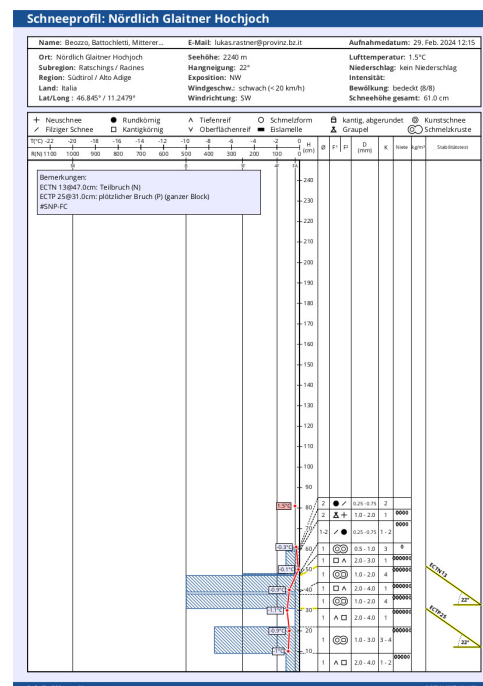 Schneeprofil: Nördlich Glaitner Hochjoch
Name: Beozzo, Battochletti, Mitterer...
E-Mail: lukas.rastner@provinz.bz.it
Aufnahmedatum: 29. Feb. 2024 12:15
Ort: Nördlich Glaitner Hochjoch
Seehöhe: 2240 m
Lufttemperatur: 1.5°C
Subregion: Ratschings / Racines
Hangneigung: 22°
Niederschlag: kein Niederschlag
Region: Südtirol / Alto Adige
Exposition: NW
Intensität:
Land: Italia
Windgeschw.: schwach (< 20 km/h)
Bewölkung: bedeckt (8/8)
Lat/Long : 46.845° / 11.2479°
Windrichtung: SW
Schneehöhe gesamt: 61.0 cm
Neuschnee Rundkörnig Tiefenreif Schmelzform kantig, abgerundet Kunstschnee
Filziger Schnee Kantigkörnig Oberflächenreif Eislamelle Graupel Schmelzkruste
T(°C) -22 -20 -18 -16 -14 -12 -10 -8 -6 -4 -2 0 H (cm) Ø F¹ F² D (mm) K Niete kg/m³ Stabilitätstest
R(N) 1100 1000 900 800 700 600 500 400 300 200 100 0
Bemerkungen:
ECTN 13@47.0cm: Teilbruch (N)
ECTP 25@31.0cm: plötzlicher Bruch (P) (ganzer Block)
#SNP-FC
240
230
220
210
200
190
180
170
160
150
140
130
120
110
100
90
80
70
60
50
40
30
20
10
1.5°C
-0.3°C
-0.1°C
-0.9°C
-1.1°C
-0.9°C
-1°C
2 0.25 -0.75 2
2 1.0 - 2.0 1
1-2 0.25 -0.75 1 - 2
1 0.5 - 1.0 3
1 2.0 - 3.0 1
1 1.0 - 2.0 4
1 2.0 - 4.0 1
1 1.0 - 2.0 4
1 2.0 - 4.0 1
1 1.0 - 3.0 3 - 4
1 2.0 - 4.0 1 - 2
ECTN13
22°
ECTP25
22°